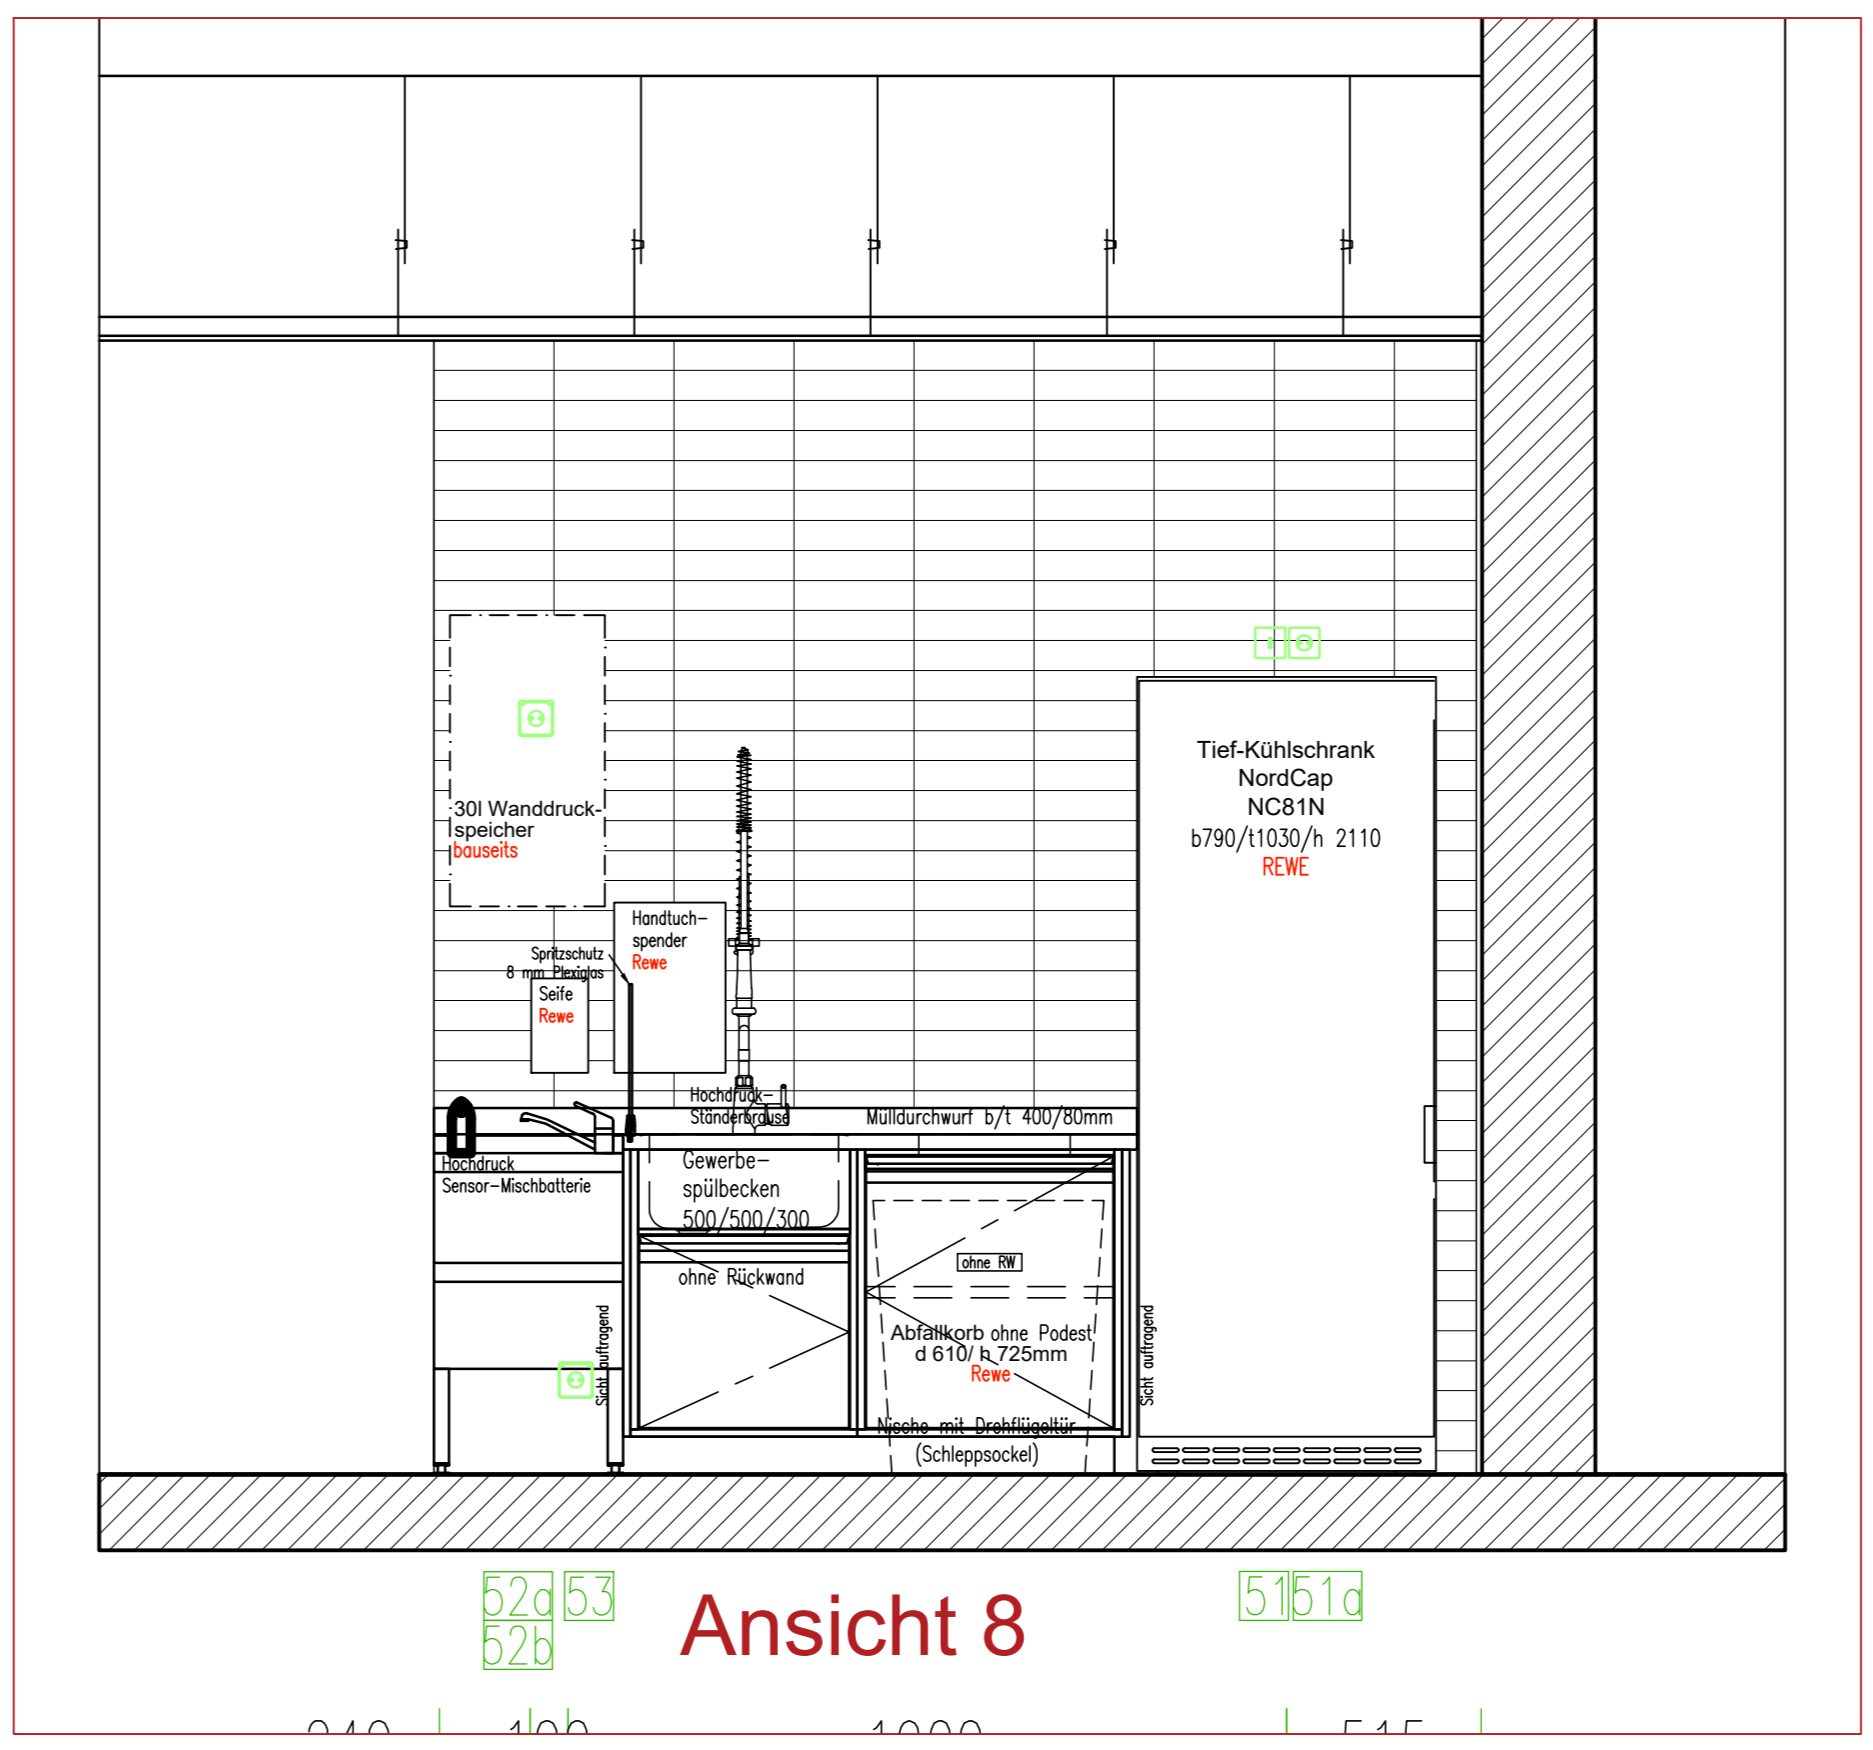 Tief-Kühlschrank
NordCap
NC81N
b790/t1030/h 2110
REWE
30l Wanddruck-
speicher
bauseits
Handtuch-
spender
Rewe
Spritzschutz
8 mm Plexiglas
Seife
Rewe
Hochdruck-
Ständerbrause
Mülldurchwurf b/t 400/80mm
Hochdruck
Sensor-Mischbatterie
Gewerbe-
spülbecken
500/500/300
ohne Rückwand
ohne RW
Sicht auftragend
Abfallkorb ohne Podest
d 610/ h 725mm
Rewe
Sicht auftragend
Nische mit Drehflügeltür
(Schleppsockel)
52a 53
52b
51 51a
Ansicht 8